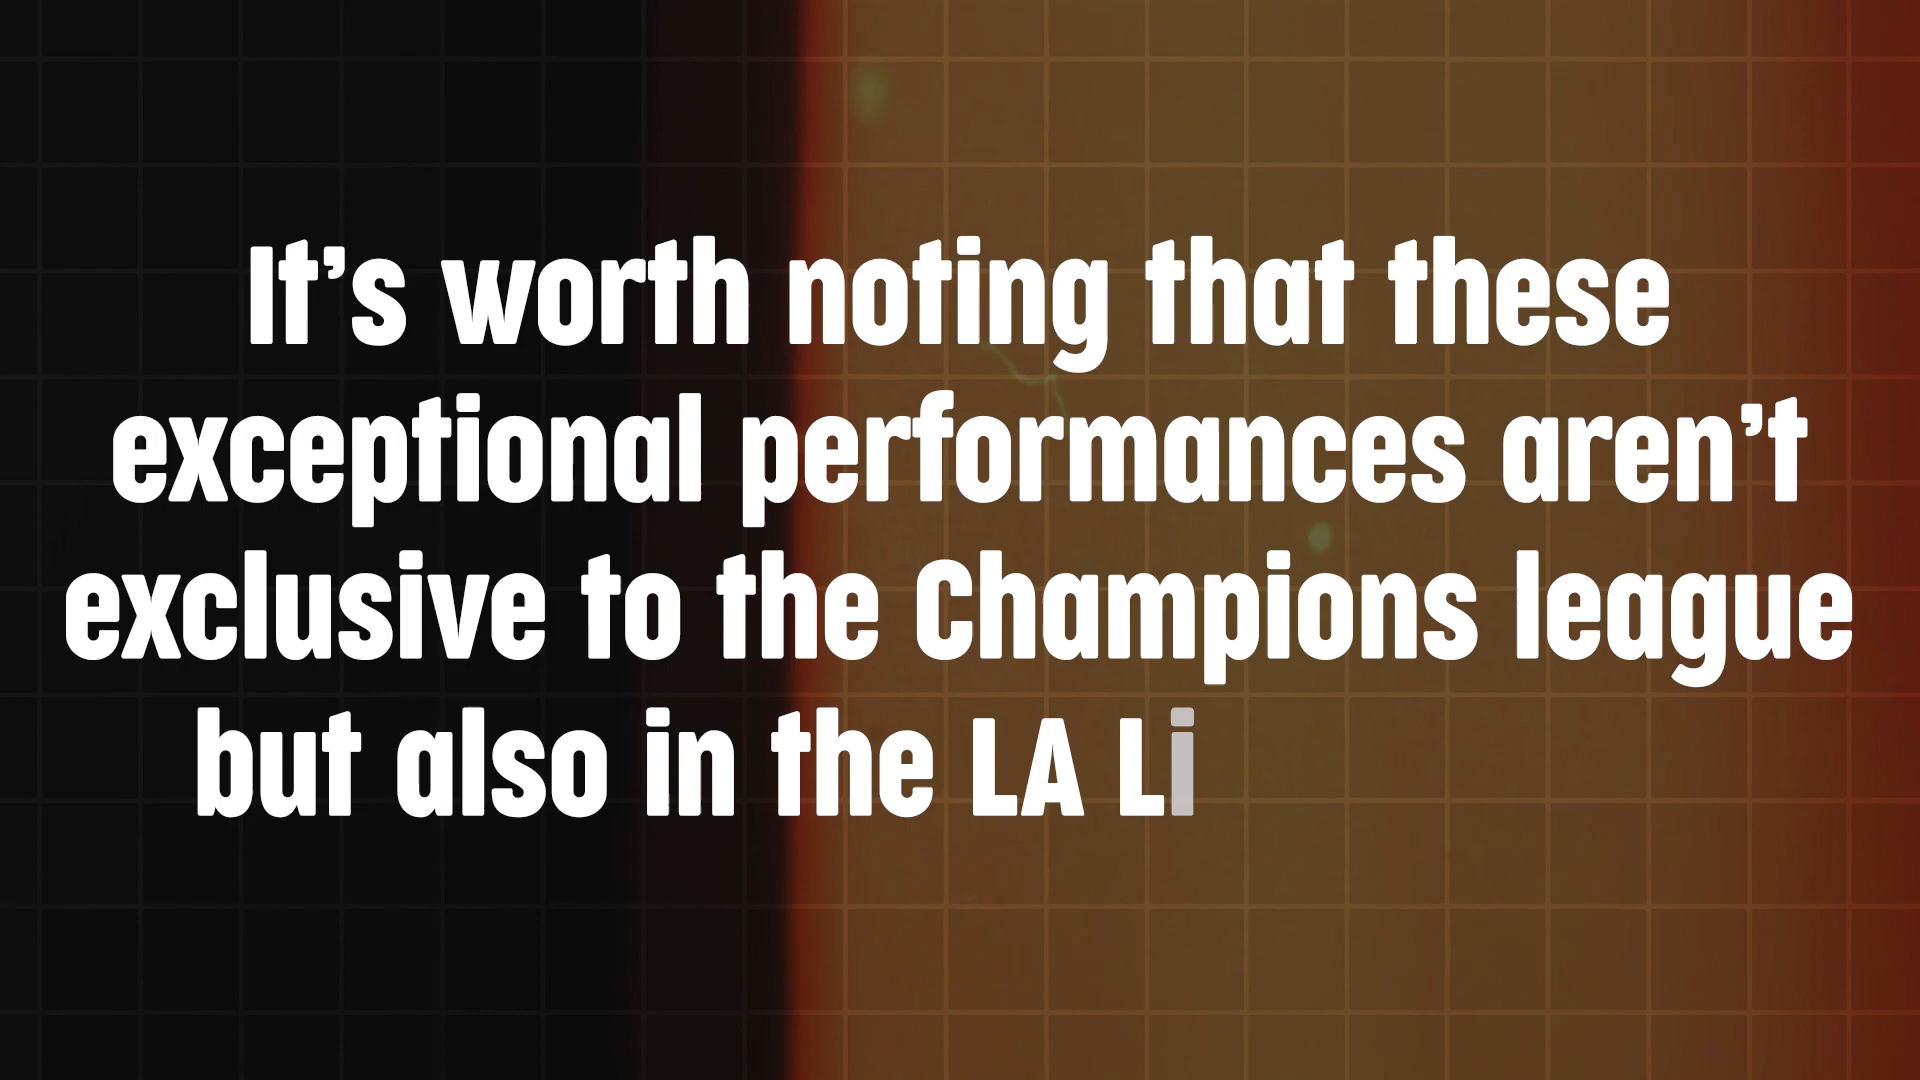 It’s worth noting that these
exceptional performances aren’t
exclusive to the Champions league
but also in the LA Li